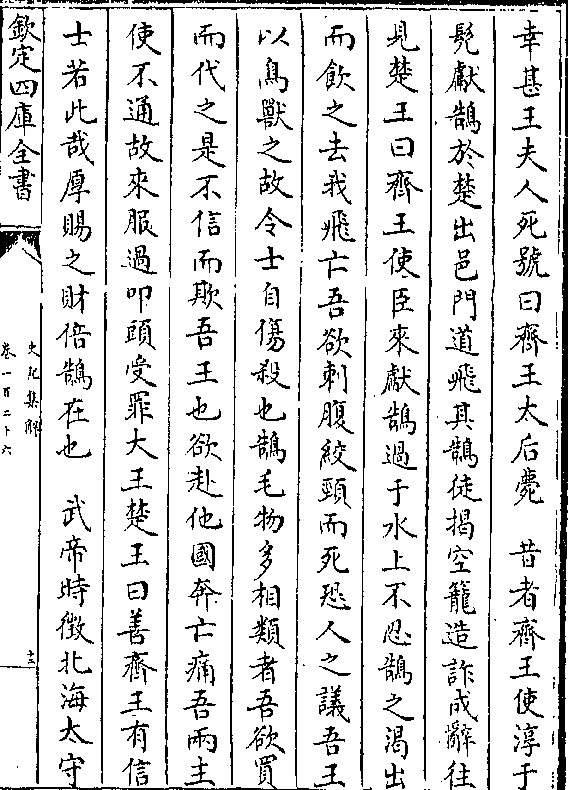 幸甚王夫人死號曰齊王太后薨　昔者齊王使淳于
髠獻鵠於楚出邑門道飛其鵠徒揭空籠造詐成辭往
見楚王曰齊王使臣來獻鵠過于水上不忍鵠之渴出
而飲之去我飛亡吾欲刺腹絞頸而死恐人之議吾王
以鳥獸之故令士自傷殺也鵠毛物多相類者吾欲買
而代之是不信而欺吾王也欲赴他國奔亡痛吾兩主
使不通故來服過叩頭受罪大王楚王曰善齊王有信
士若此哉厚賜之財倍鵠在也　武帝時徵北海太守
欽定四庫全書
史記集解
卷一百二十六
十二